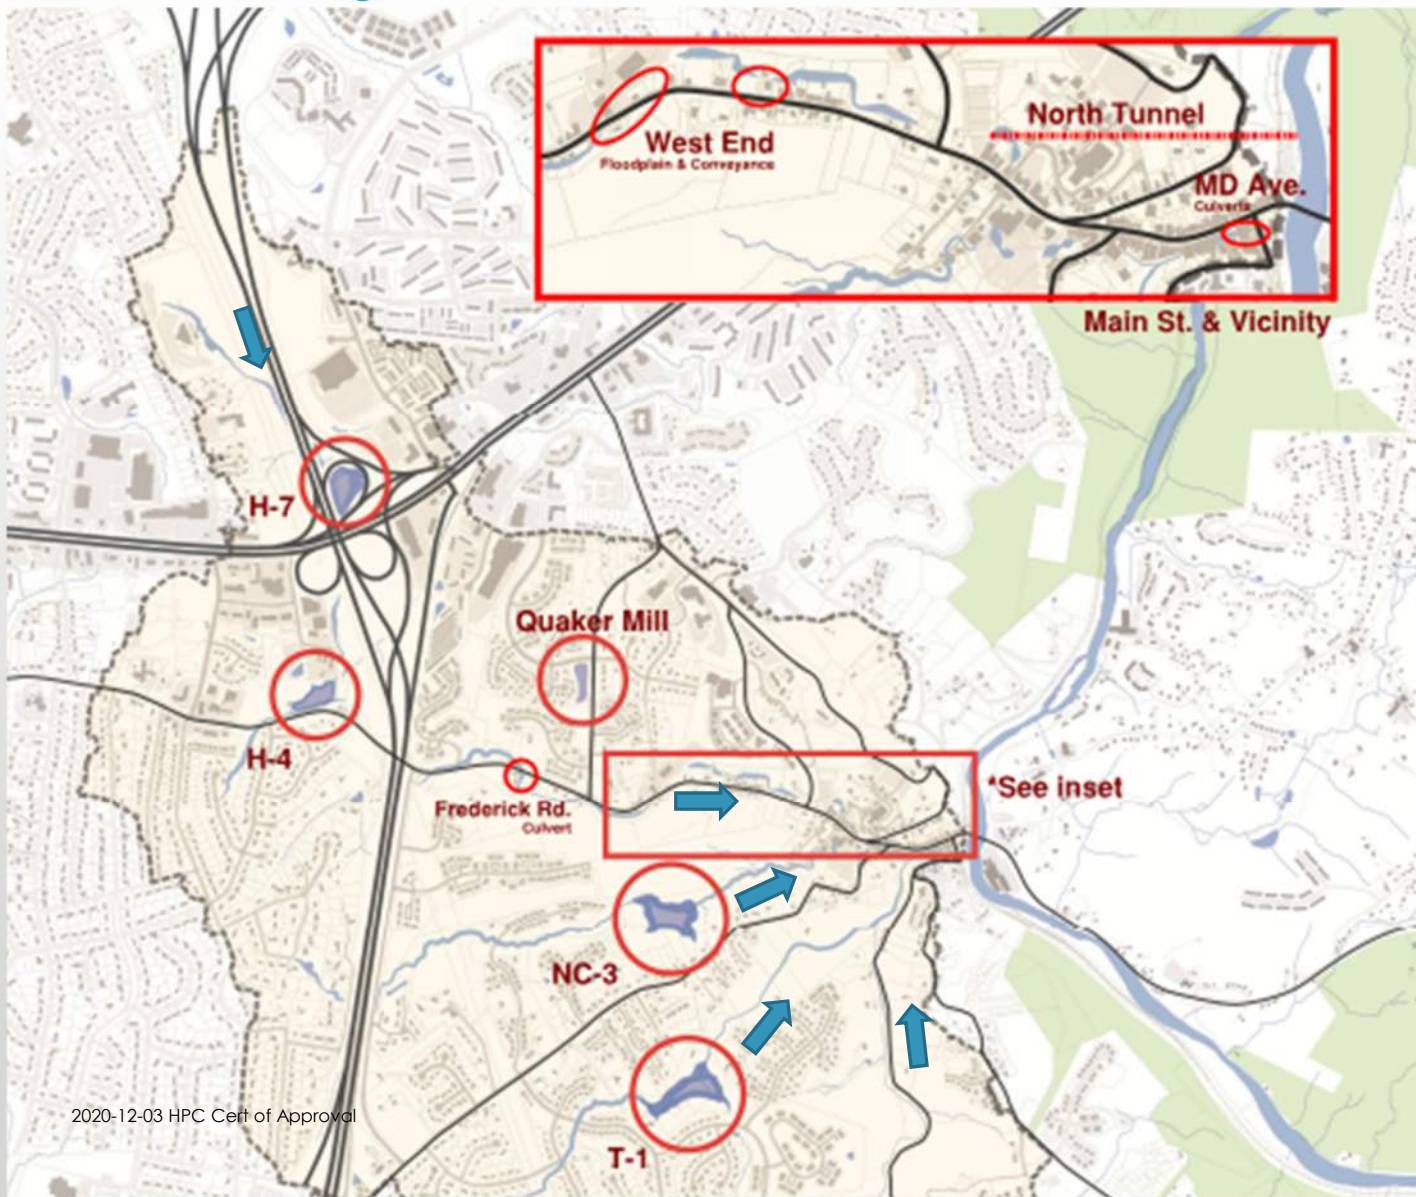 North Tunnel
West End
Floodplain & Conveyance
MD Ave.
Culverts
Main St. & Vicinity
H-7
Quaker Mill
H-4
*See inset
Frederick Rd.
Culvert
NC-3
2020-12-03 HPC Cert of Approval
T-1